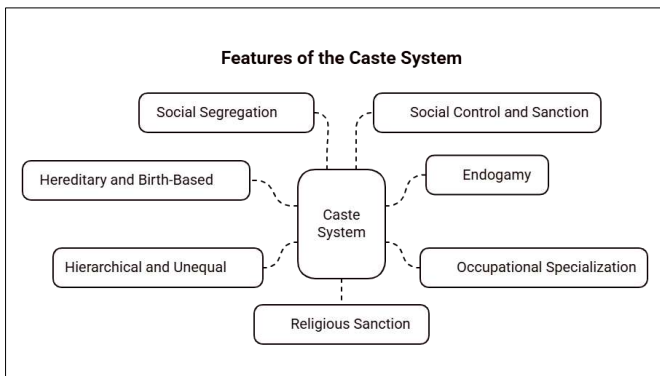 Features of the Caste System
Social Segregation
Social Control and Sanction
Hereditary and Birth-Based
Endogamy
Caste
System
Hierarchical and Unequal
Occupational Specialization
Religious Sanction